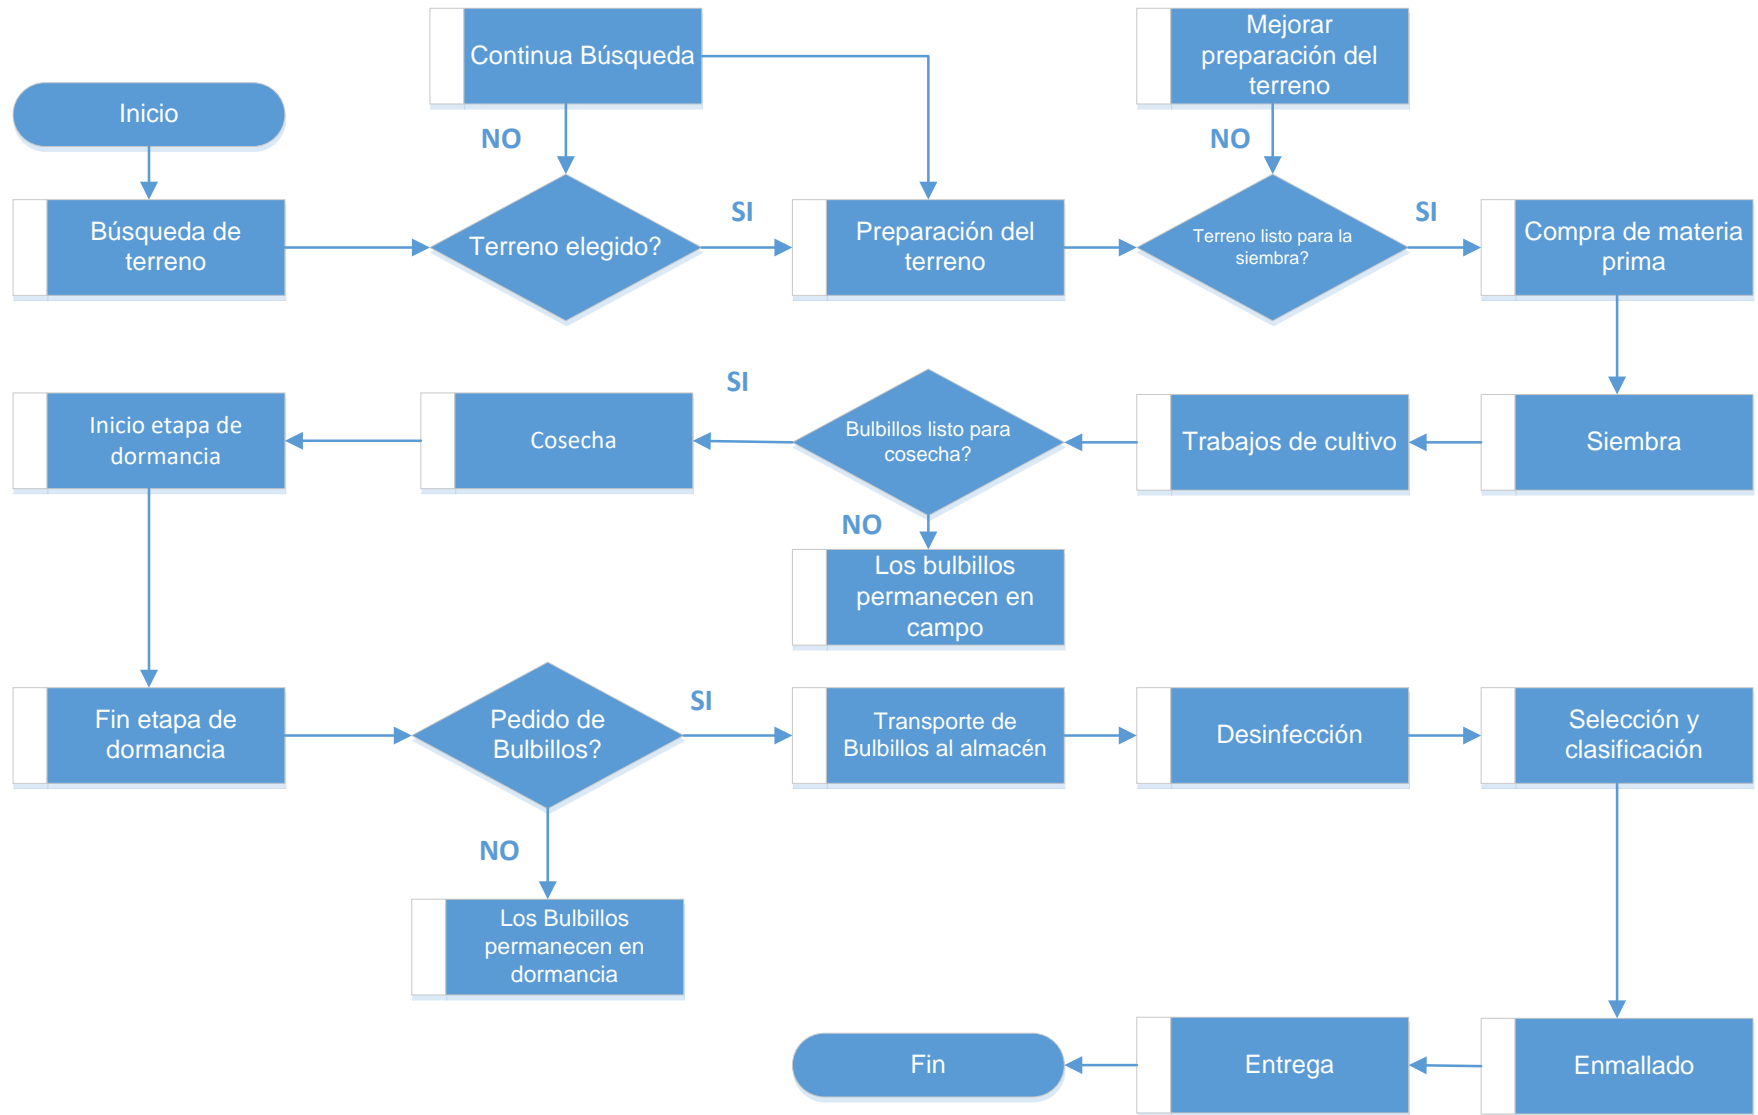 Inicio
Continua Búsqueda
Mejorar
preparación del
terreno
NO
NO
Búsqueda de
terreno
Terreno elegido?
SI
Preparación del
terreno
Terreno listo para la
siembra?
SI
Compra de materia
prima
Inicio etapa de
dormancia
Cosecha
SI
Bulbillos listo para
cosecha?
Trabajos de cultivo
Siembra
NO
Los bulbillos
permanecen en
campo
Fin etapa de
dormancia
Pedido de
Bulbillos?
SI
Transporte de
Bulbillos al almacén
Desinfección
Selección y
clasificación
NO
Los Bulbillos
permanecen en
dormancia
Fin
Entrega
Enmallado